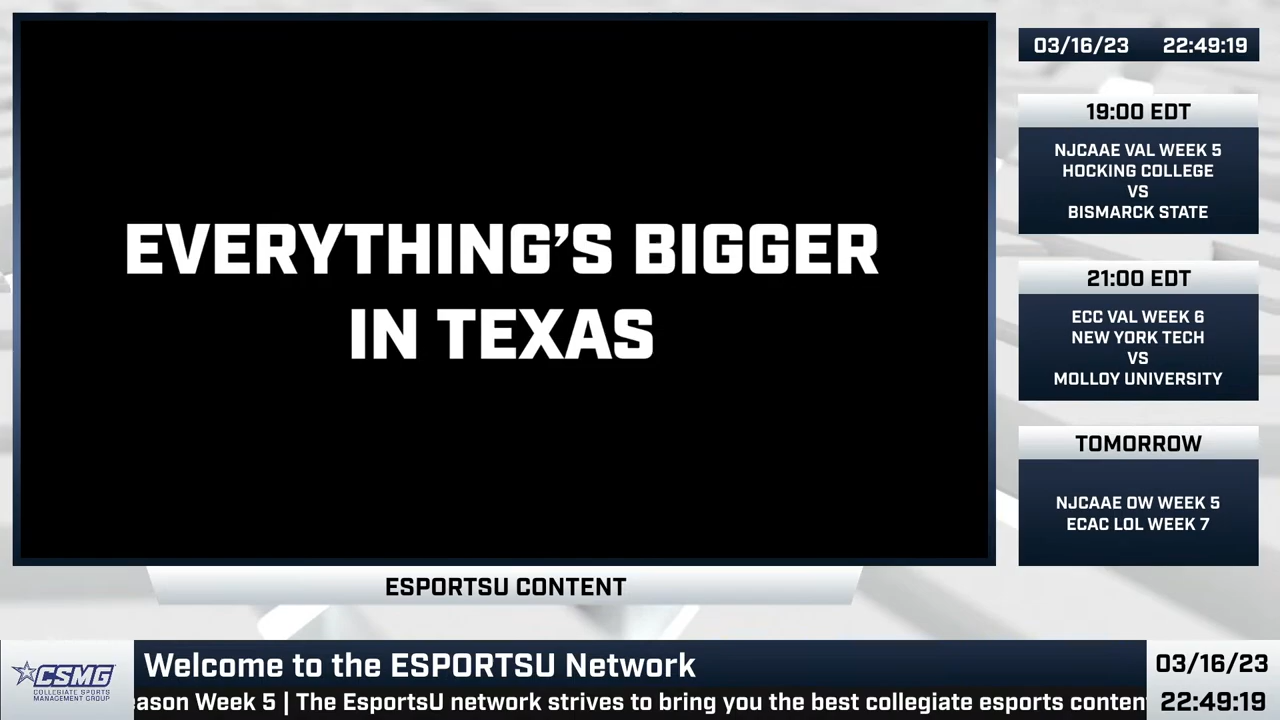 EVERYTHING’S BIGGER
IN TEXAS
03/16/23 22:49:19
19:00 EDT
NJCAAE VAL WEEK 5
HOCKING COLLEGE
VS
BISMARCK STATE
21:00 EDT
ECC VAL WEEK 6
NEW YORK TECH
VS
MOLLOY UNIVERSITY
TOMORROW
NJCAAE OW WEEK 5
ECAC LOL WEEK 7
ESPORTSU CONTENT
CSMG
COLLEGIATE SPORTS
MANAGEMENT GROUP
Welcome to the ESPORTSU Network
eason Week 5 | The EsportsU network strives to bring you the best collegiate esports conten
03/16/23
22:49:19